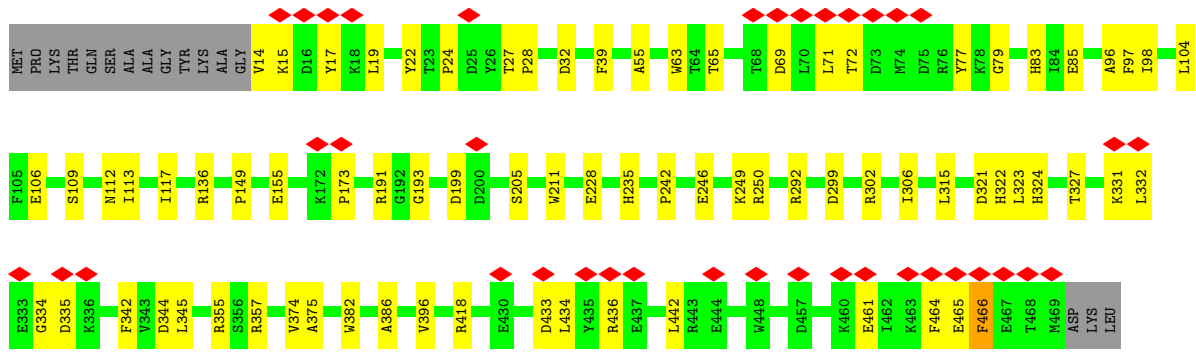 MET PRO LYS THR GLN SER ALA ALA GLY TYR LYS ALA GLY V14 K15 D16 Y17 K18 L19 Y22 T23 P24 D25 Y26 T27 P28 D32 F39 A55 W63 T64 T65 T68 D69 L70 L71 T72 D73 M74 D75 R76 Y77 K78 G79 H83 I84 E85 A96 F97 I98 L104
F105 E106 S109 N112 I113 I117 R136 P149 E155 K172 P173 R191 G192 G193 D199 D200 S205 W211 E228 H235 P242 E246 K249 R250 R292 D299 R302 I306 L315 D321 H322 L323 H324 T327 K331 L332
E333 G334 D335 K336 F342 V343 D344 L345 R355 S356 R357 V374 A375 W382 A386 V396 R418 E430 D433 L434 Y435 R436 E437 L442 R443 E444 W448 D457 K460 E461 I462 K463 F464 E465 F466 E467 T468 M469 ASP LYS LEU